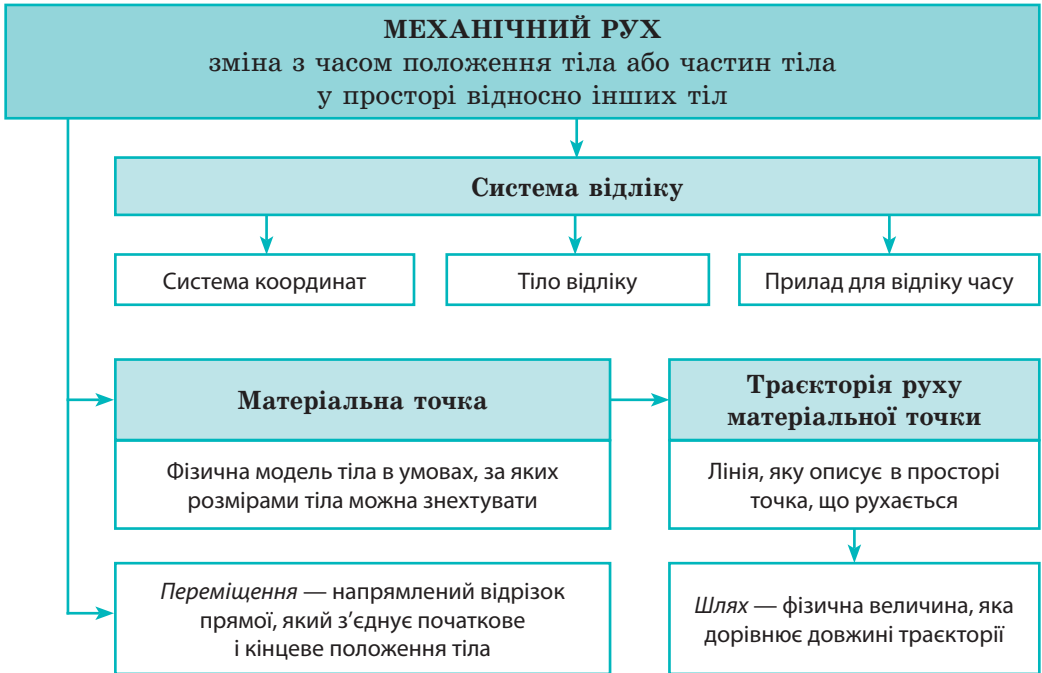 МЕХАНІЧНИЙ РУХ
зміна з часом положення тіла або частин тіла
у просторі відносно інших тіл
Система відліку
Система координат
Тіло відліку
Прилад для відліку часу
Матеріальна точка
Фізична модель тіла в умовах, за яких
розмірами тіла можна знехтувати
Траєкторія руху
матеріальної точки
Лінія, яку описує в просторі
точка, що рухається
Переміщення — напрямлений відрізок
прямої, який з’єднує початкове
і кінцеве положення тіла
Шлях — фізична величина, яка
дорівнює довжині траєкторії